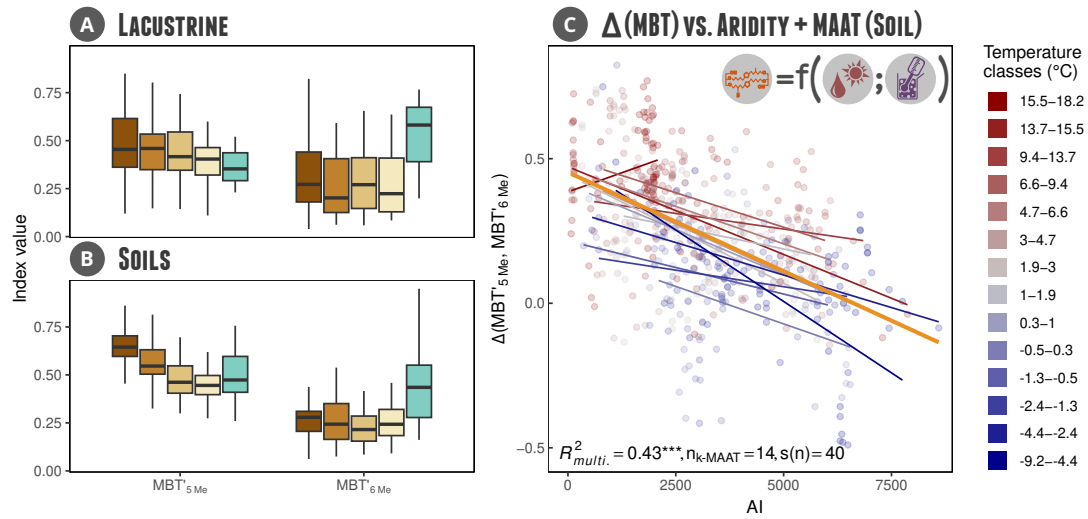 A LACUSTRINE
Index value
0.75
0.50
0.25
0.00
B SOILS
0.75
0.50
0.25
0.00
MBT'5 Me
MBT'6 Me
C Δ(MBT) VS. ARIDITY + MAAT (SOIL)
=f( ; )
Δ(MBT'5 Me, MBT'6 Me)
0.5
0.0
−0.5
R²multi. = 0.43***, nk-MAAT = 14, s(n) = 40
0
2500
5000
7500
AI
Temperature
classes (°C)
15.5–18.2
13.7–15.5
9.4–13.7
6.6–9.4
4.7–6.6
3–4.7
1.9–3
1–1.9
0.3–1
-0.5–0.3
-1.3–-0.5
-2.4–-1.3
-4.4–-2.4
-9.2–-4.4